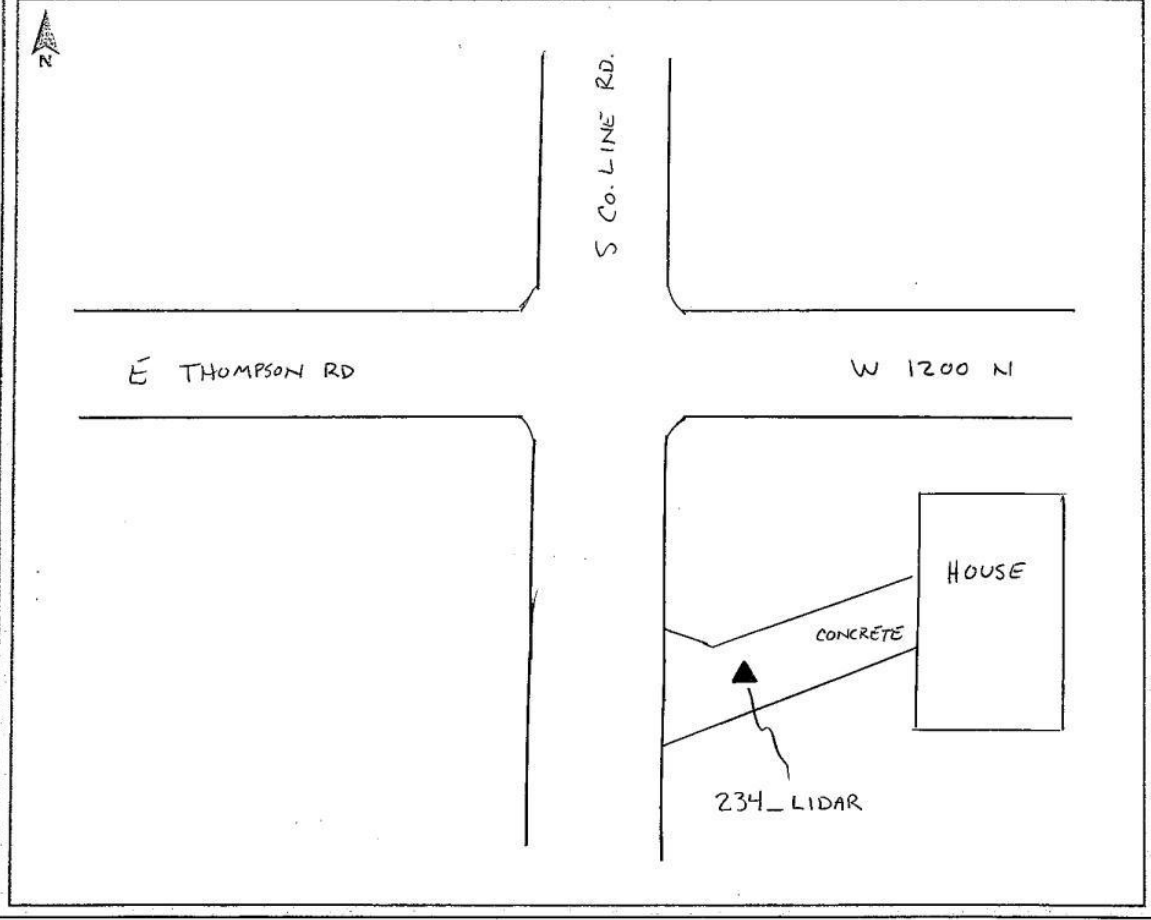 N
S CO. LINE RD.
E THOMPSON RD
W 1200 N
HOUSE
CONCRETE
234_LIDAR